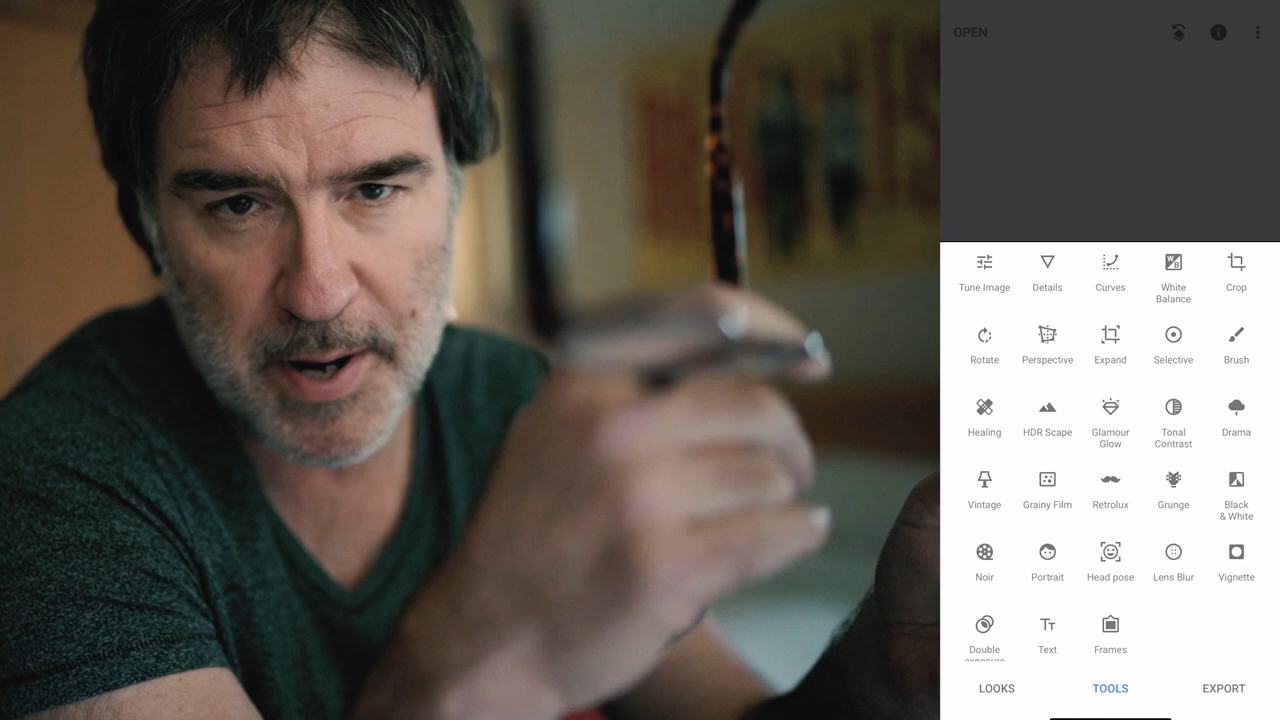 OPEN
Tune Image
Details
Curves
White
Balance
Crop
Rotate
Perspective
Expand
Selective
Brush
Healing
HDR Scape
Glamour
Glow
Tonal
Contrast
Drama
Vintage
Grainy Film
Retrolux
Grunge
Black
& White
Noir
Portrait
Head pose
Lens Blur
Vignette
Double
exposure
Text
Frames
LOOKS
TOOLS
EXPORT